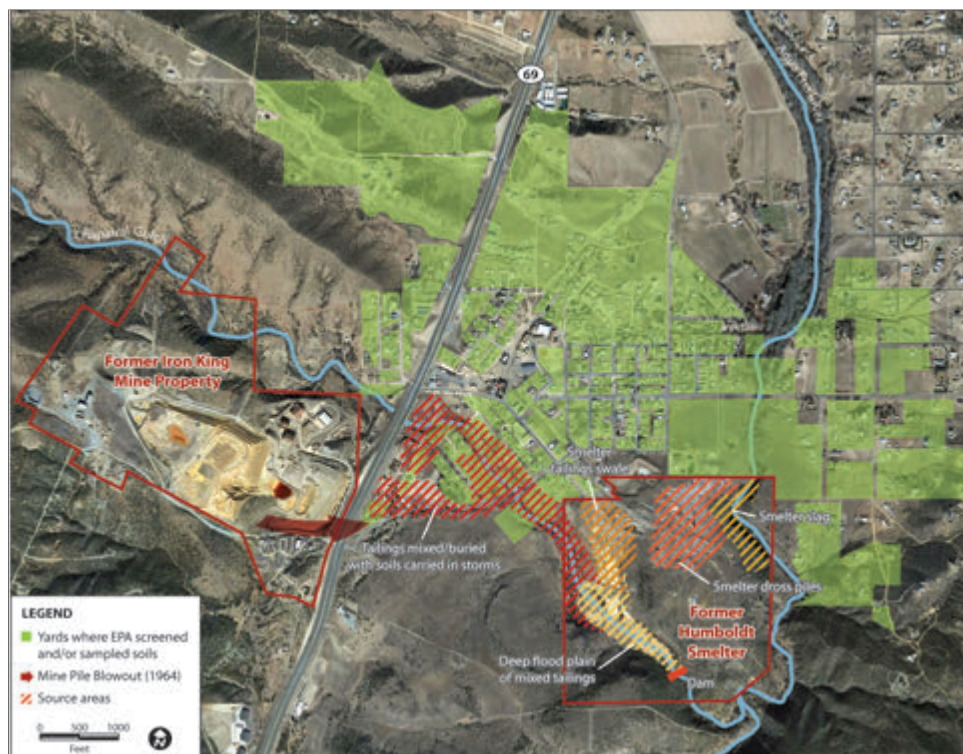 69
Chaparral Gulch
Former Iron King
Mine Property
Smelter
tailings swale
Smelter slag
Tailings mixed/buried
with soils carried in storms
Smelter dross piles
Former
Humboldt
Smelter
Deep flood plain
of mixed tailings
Dam
LEGEND
Yards where EPA screened
and/or sampled soils
Mine Pile Blowout (1964)
Source areas
0 500 1000
Feet